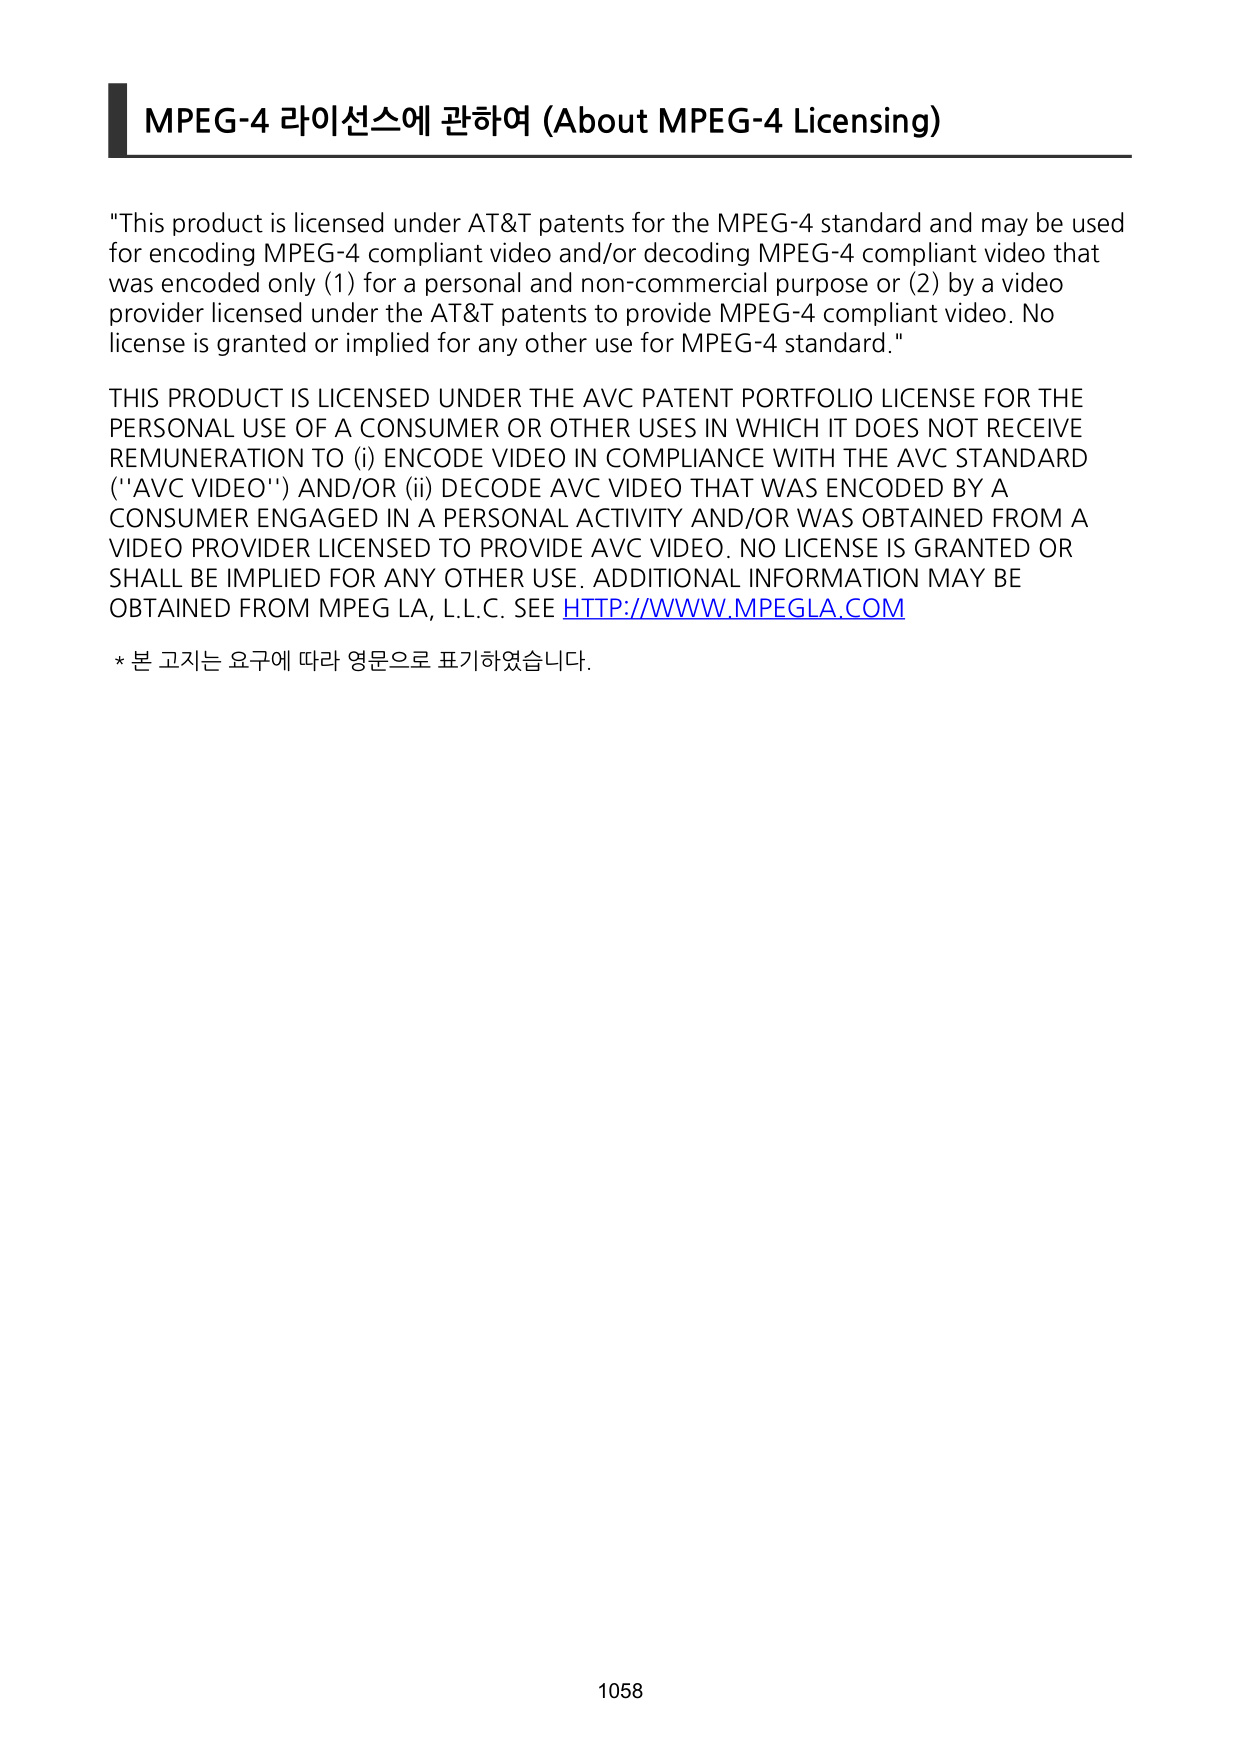 MPEG-4 라이선스에 관하여 (About MPEG-4 Licensing)
"This product is licensed under AT&T patents for the MPEG-4 standard and may be used
for encoding MPEG-4 compliant video and/or decoding MPEG-4 compliant video that
was encoded only (1) for a personal and non-commercial purpose or (2) by a video
provider licensed under the AT&T patents to provide MPEG-4 compliant video. No
license is granted or implied for any other use for MPEG-4 standard."
THIS PRODUCT IS LICENSED UNDER THE AVC PATENT PORTFOLIO LICENSE FOR THE
PERSONAL USE OF A CONSUMER OR OTHER USES IN WHICH IT DOES NOT RECEIVE
REMUNERATION TO (i) ENCODE VIDEO IN COMPLIANCE WITH THE AVC STANDARD
(''AVC VIDEO'') AND/OR (ii) DECODE AVC VIDEO THAT WAS ENCODED BY A
CONSUMER ENGAGED IN A PERSONAL ACTIVITY AND/OR WAS OBTAINED FROM A
VIDEO PROVIDER LICENSED TO PROVIDE AVC VIDEO. NO LICENSE IS GRANTED OR
SHALL BE IMPLIED FOR ANY OTHER USE. ADDITIONAL INFORMATION MAY BE
OBTAINED FROM MPEG LA, L.L.C. SEE HTTP://WWW.MPEGLA.COM
* 본 고지는 요구에 따라 영문으로 표기하였습니다.
1058